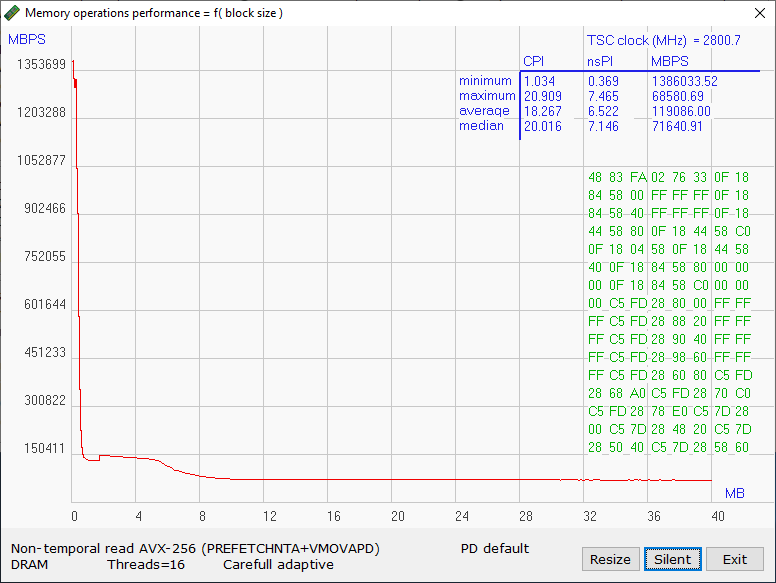 Memory operations performance = f( block size )
MBPS
TSC clock (MHz) = 2800.7
CPI nsPI MBPS
minimum 1.034 0.369 1386033.52
maximum 20.909 7.465 68580.69
average 18.267 6.522 119086.00
median 20.016 7.146 71640.91
1353699
1203288
1052877
902466
752055
601644
451233
300822
150411
48 83 FA 02 76 33 0F 18
84 58 00 FF FF FF 0F 18
84 58 40 FF FF FF 0F 18
44 58 80 0F 18 44 58 C0
0F 18 04 58 0F 18 44 58
40 0F 18 84 58 80 00 00
00 0F 18 84 58 C0 00 00
00 C5 FD 28 80 00 FF FF
FF C5 FD 28 88 20 FF FF
FF C5 FD 28 90 40 FF FF
FF C5 FD 28 98 60 FF FF
FF C5 FD 28 60 80 C5 FD
28 68 A0 C5 FD 28 70 C0
C5 FD 28 78 E0 C5 7D 28
00 C5 7D 28 48 20 C5 7D
28 50 40 C5 7D 28 58 60
MB
0 4 8 12 16 20 24 28 32 36 40
Non-temporal read AVX-256 (PREFETCHNTA+VMOVAPD) PD default
DRAM Threads=16 Carefull adaptive
Resize Silent Exit